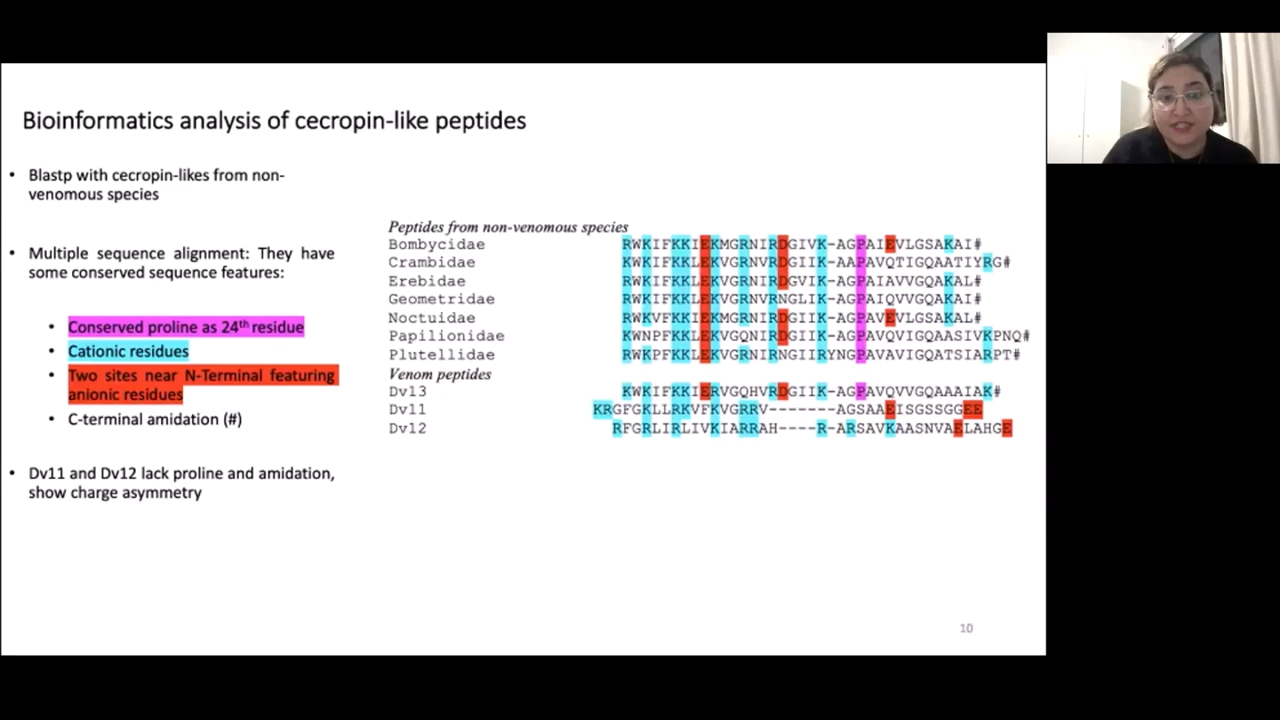 Bioinformatics analysis of cecropin-like peptides
• Blastp with cecropin-likes from non-
venomous species
• Multiple sequence alignment: They have
some conserved sequence features:
• Conserved proline as 24th residue
• Cationic residues
• Two sites near N-Terminal featuring
anionic residues
• C-terminal amidation (#)
• Dv11 and Dv12 lack proline and amidation,
show charge asymmetry
Peptides from non-venomous species
Bombycidae RWKIFKKIEKMGRNIRDGIVK-AGPAIEVLGSAKAI#
Crambidae KWKIFKKLEKVGRNVRDGIIK-AAPAVQTIGQAATIYRG#
Erebidae RWKIFKKLEKMGRNIRDGVIK-AGPAIAVVGQAKAL#
Geometridae RWKIFKKLEKVGRNVRNGLIK-AGPAIQVVGQAKAI#
Noctuidae RWKVFKKIEKMGRNIRDGIIK-AGPAVEVLGSAKAL#
Papilionidae KWNPFKKLEKVGQNIRDGIIK-AGPAVQVIGQAASIVKPNQ#
Plutellidae RWKPFKKLEKVGRNIRNGIIRYNGPAVAVIGQATSIARPT#
Venom peptides
Dv13 KWKIFKKIERVGQHVRDGIIK-AGPAVQVVGQAAAIAK#
Dv11 KRGFGKLLRKVFKVGRRV-------AGSAAEISGSSGGEE
Dv12 RFGRLIRLIVKIARRAH----R-ARSAVKAASNVAELAHGE
10